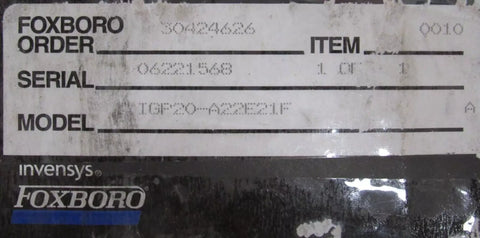 FOXBORO ORDER 30424626 ITEM 0010
SERIAL 06221568 1 OF 1
MODEL IGP20-A22E21F A
invensys®
FOXBORO